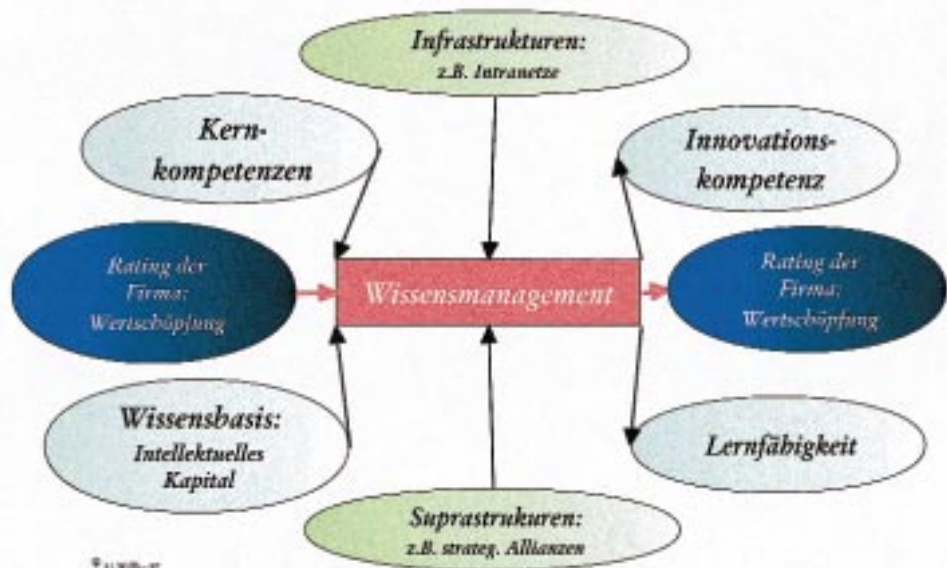 Infrastrukturen:
z.B. Intranetze
Kern-
kompetenzen
Innovations-
kompetenz
Rating der
Firma:
Wertschöpfung
Wissensmanagement
Rating der
Firma:
Wertschöpfung
Wissensbasis:
Intellektuelles
Kapital
Lernfähigkeit
Suprastrukuren:
z.B. strateg. Allianzen